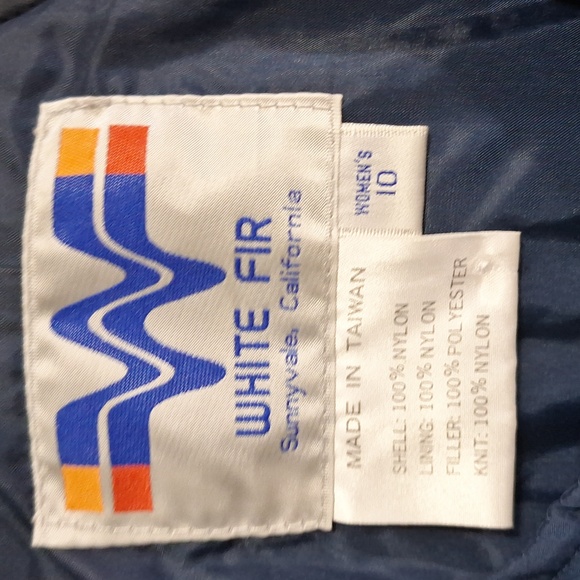 WHITE FIR
Sunnyvale, California
WOMEN'S
10
MADE IN TAIWAN
SHELL: 100% NYLON
LINING: 100% NYLON
FILLER: 100% POLYESTER
KNIT: 100% NYLON